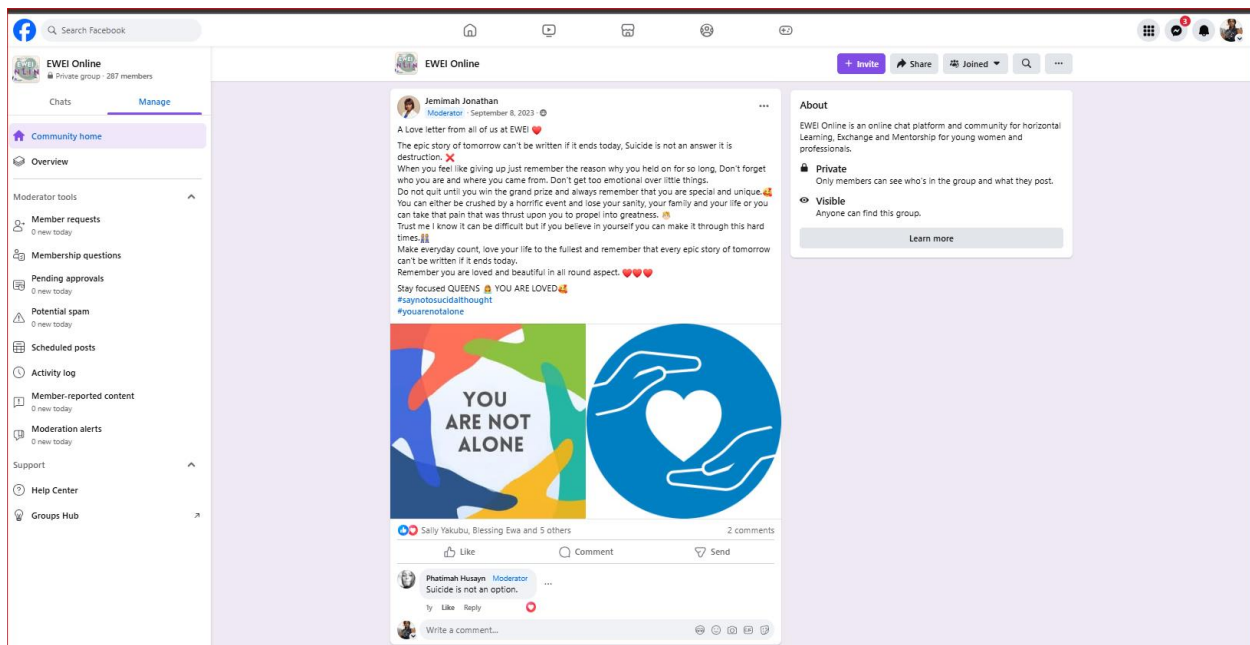 Search Facebook
3
EWEI Online
Private group · 287 members
Chats
Manage
Community home
Overview
Moderator tools
Member requests
0 new today
Membership questions
Pending approvals
0 new today
Potential spam
0 new today
Scheduled posts
Activity log
Member-reported content
0 new today
Moderation alerts
0 new today
Support
Help Center
Groups Hub
EWEI Online
+ Invite
Share
Joined
Jemimah Jonathan
Moderator · September 8, 2023 ·
A Love letter from all of us at EWEI ❤️
The epic story of tomorrow can't be written if it ends today, Suicide is not an answer it is
destruction. ❌
When you feel like giving up just remember the reason why you held on for so long, Don't forget
who you are and where you came from. Don't get too emotional over little things.
Do not quit until you win the grand prize and always remember that you are special and unique.🥰
You can either be crushed by a horrific event and lose your sanity, your family and your life or you
can take that pain that was thrust upon you to propel into greatness.
Trust me I know it can be difficult but if you believe in yourself you can make it through this hard
times.
Make everyday count, love your life to the fullest and remember that every epic story of tomorrow
can't be written if it ends today.
Remember you are loved and beautiful in all round aspect. ❤️❤️❤️
Stay focused QUEENS 👸 YOU ARE LOVED🥰
#saynotosucidalthought
#youarenotalone
YOU
ARE NOT
ALONE
Sally Yakubu, Blessing Ewa and 5 others
2 comments
Like
Comment
Send
Phatimah Husayn Moderator
Suicide is not an option.
1y Like Reply
Write a comment...
About
EWEI Online is an online chat platform and community for horizontal
Learning, Exchange and Mentorship for young women and
professionals.
Private
Only members can see who's in the group and what they post.
Visible
Anyone can find this group.
Learn more